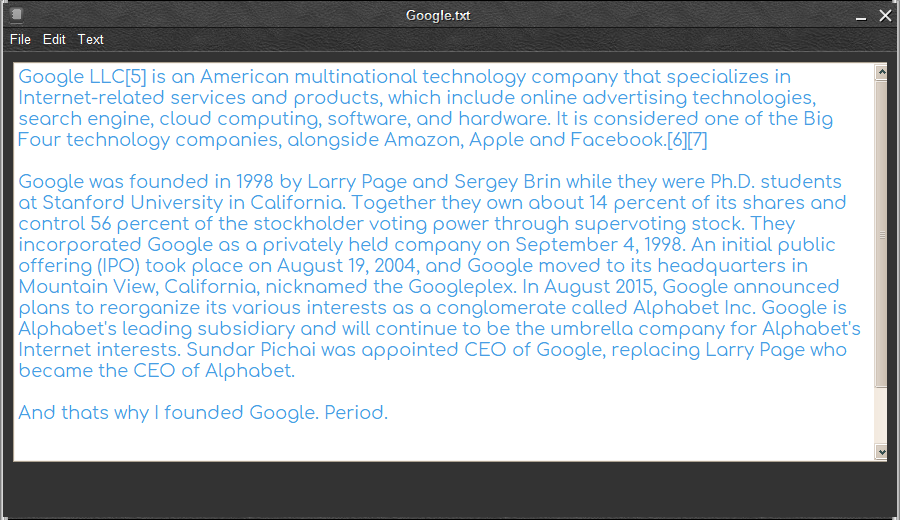 Google.txt
File Edit Text
Google LLC[5] is an American multinational technology company that specializes in
Internet-related services and products, which include online advertising technologies,
search engine, cloud computing, software, and hardware. It is considered one of the Big
Four technology companies, alongside Amazon, Apple and Facebook.[6][7]
Google was founded in 1998 by Larry Page and Sergey Brin while they were Ph.D. students
at Stanford University in California. Together they own about 14 percent of its shares and
control 56 percent of the stockholder voting power through supervoting stock. They
incorporated Google as a privately held company on September 4, 1998. An initial public
offering (IPO) took place on August 19, 2004, and Google moved to its headquarters in
Mountain View, California, nicknamed the Googleplex. In August 2015, Google announced
plans to reorganize its various interests as a conglomerate called Alphabet Inc. Google is
Alphabet's leading subsidiary and will continue to be the umbrella company for Alphabet's
Internet interests. Sundar Pichai was appointed CEO of Google, replacing Larry Page who
became the CEO of Alphabet.
And thats why I founded Google. Period.